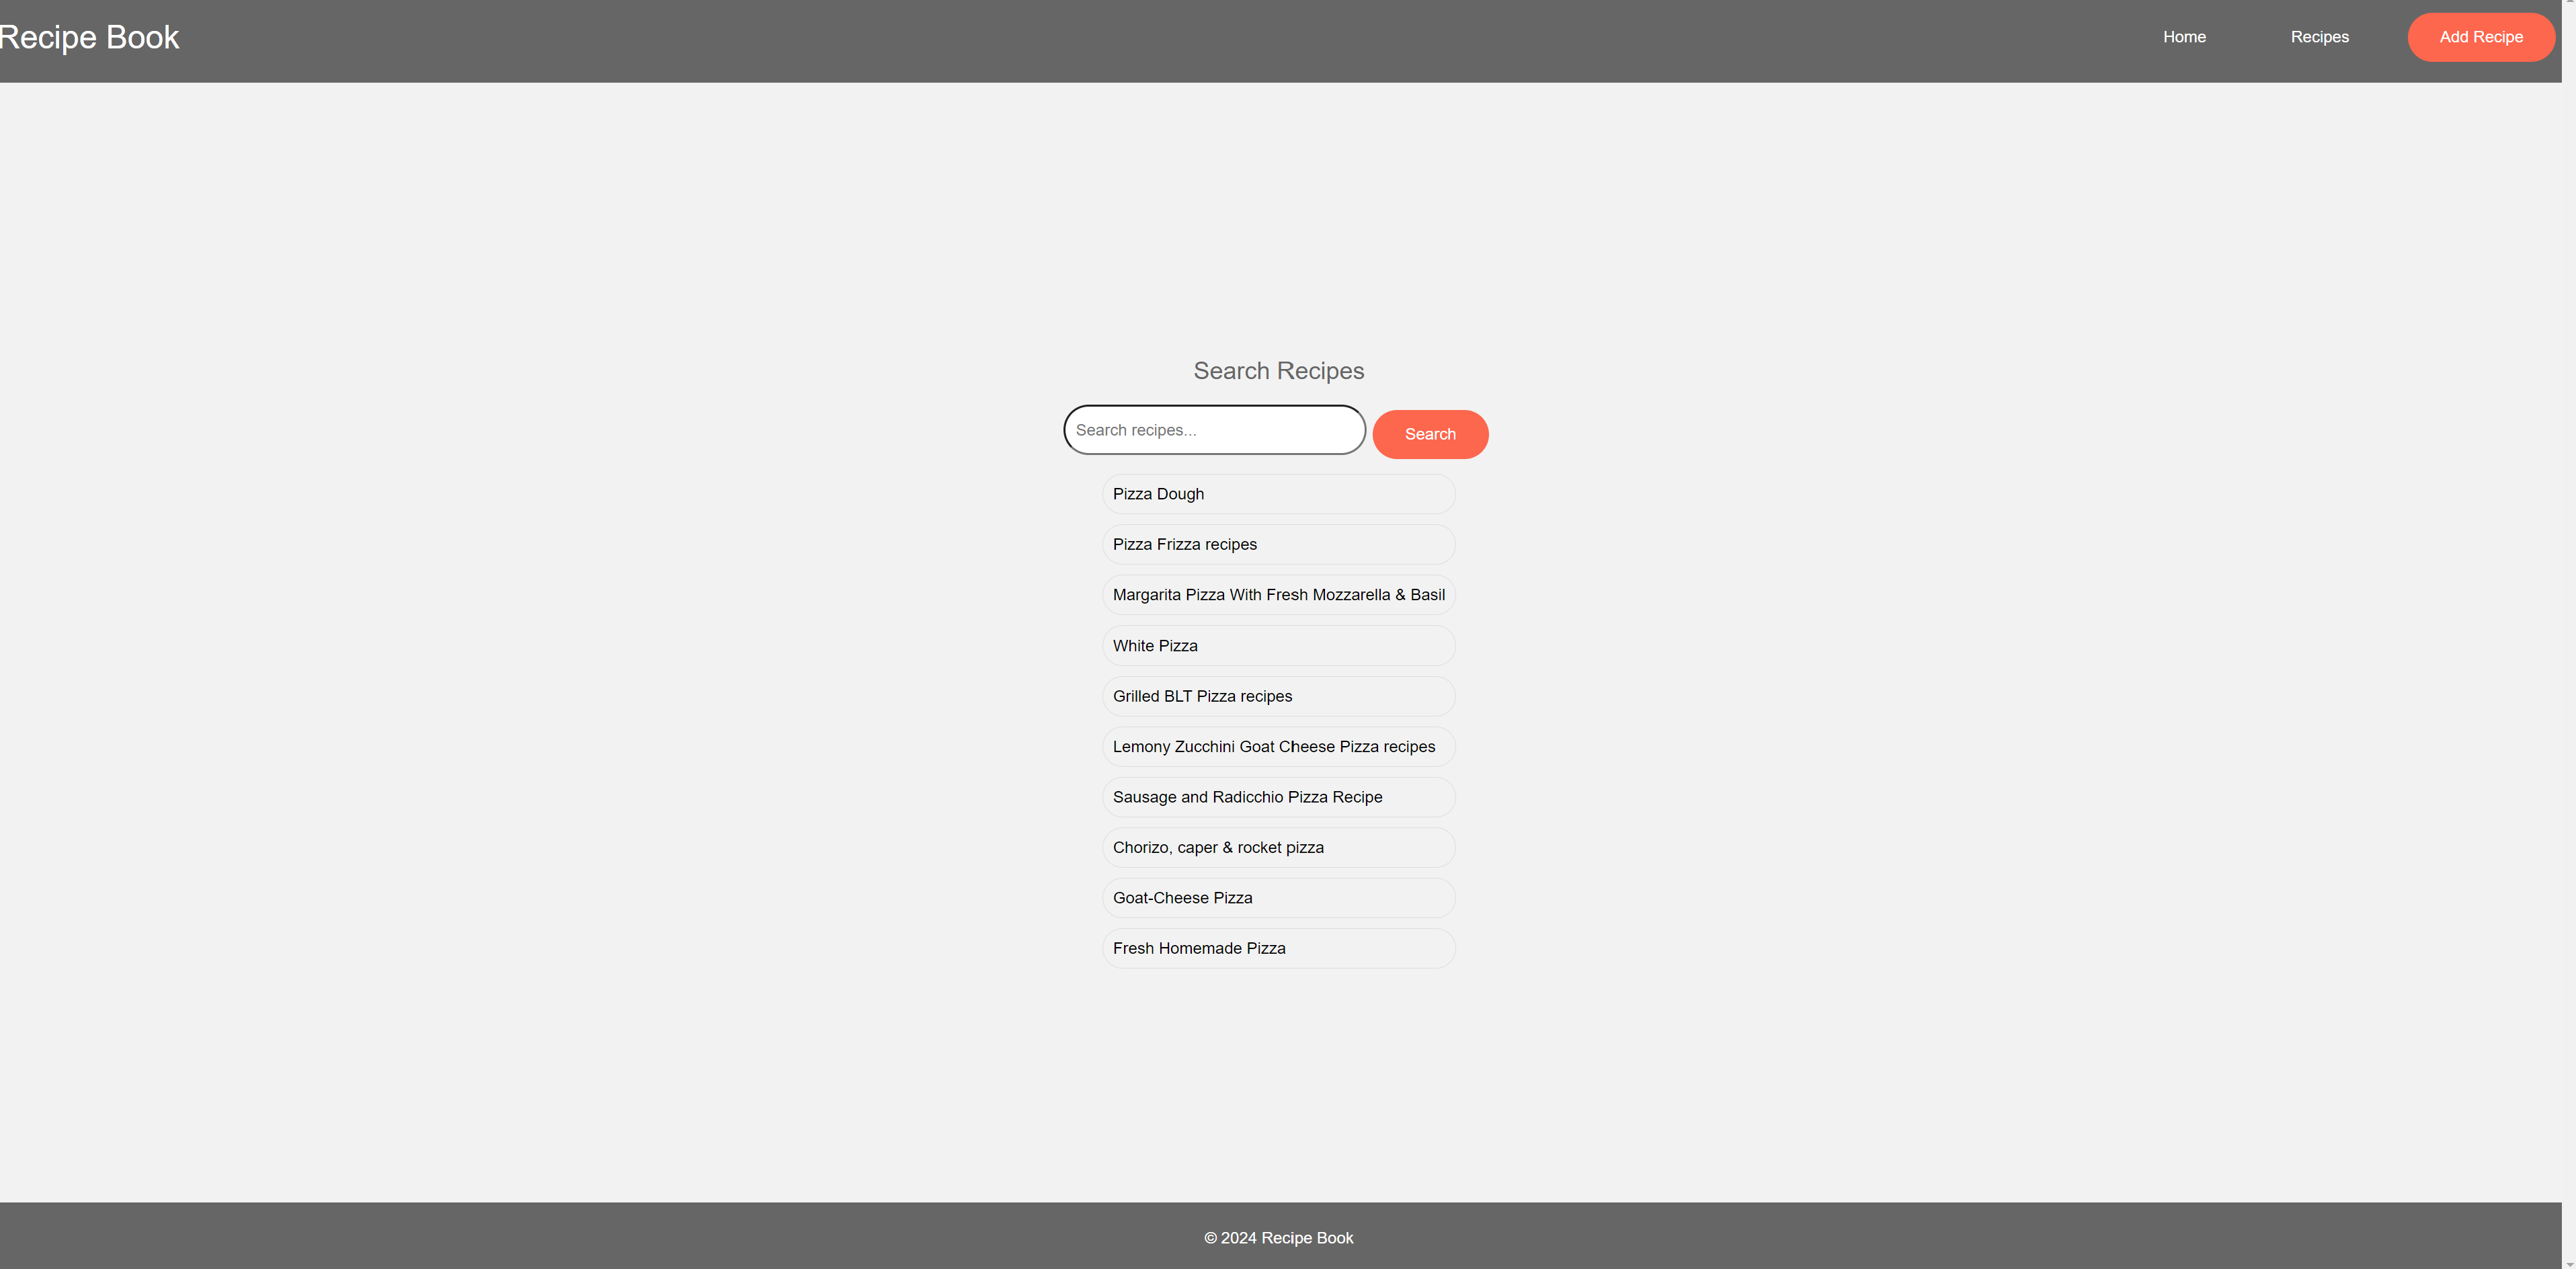 Recipe Book
Home
Recipes
Add Recipe
Search Recipes
Search recipes...
Search
Pizza Dough
Pizza Frizza recipes
Margarita Pizza With Fresh Mozzarella & Basil
White Pizza
Grilled BLT Pizza recipes
Lemony Zucchini Goat Cheese Pizza recipes
Sausage and Radicchio Pizza Recipe
Chorizo, caper & rocket pizza
Goat-Cheese Pizza
Fresh Homemade Pizza
© 2024 Recipe Book